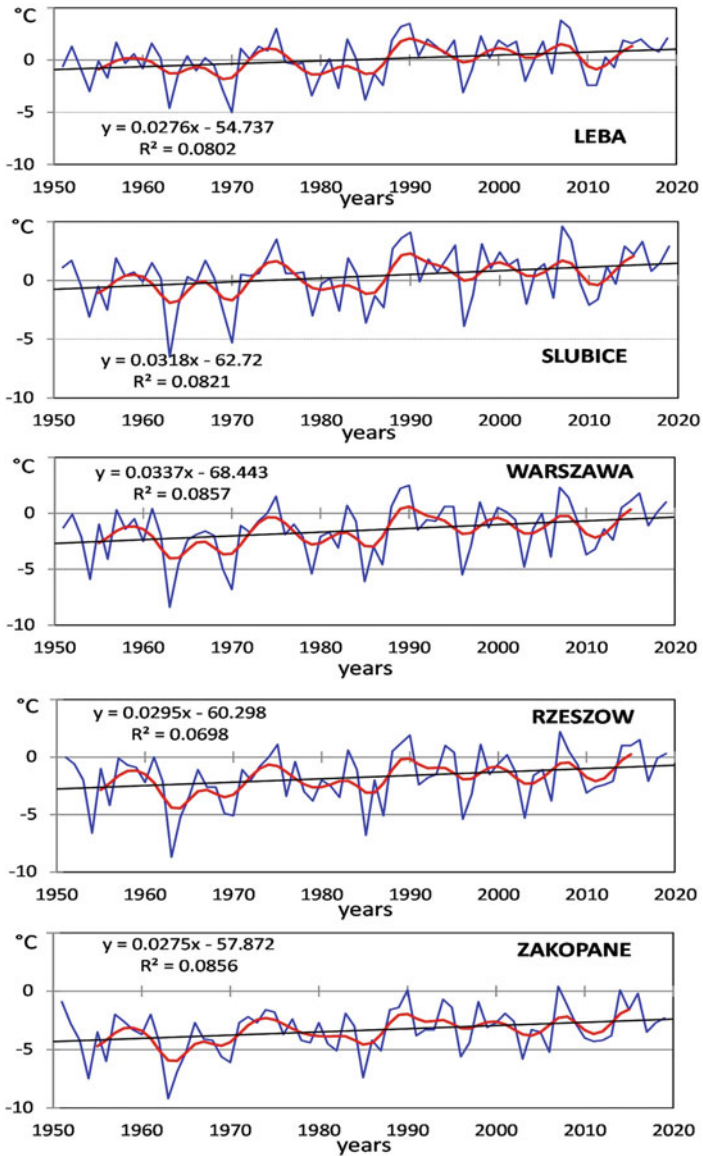 °C
0
-5
-10
y = 0.0276x - 54.737
R² = 0.0802
LEBA
1950 1960 1970 1980 1990 2000 2010 2020
years
°C
0
-5
-10
y = 0.0318x - 62.72
R² = 0.0821
SLUBICE
1950 1960 1970 1980 1990 2000 2010 2020
years
°C
y = 0.0337x - 68.443
R² = 0.0857
WARSZAWA
0
-5
-10
1950 1960 1970 1980 1990 2000 2010 2020
years
°C
y = 0.0295x - 60.298
R² = 0.0698
RZESZOW
0
-5
-10
1950 1960 1970 1980 1990 2000 2010 2020
years
°C
y = 0.0275x - 57.872
R² = 0.0856
ZAKOPANE
0
-5
-10
1950 1960 1970 1980 1990 2000 2010 2020
years